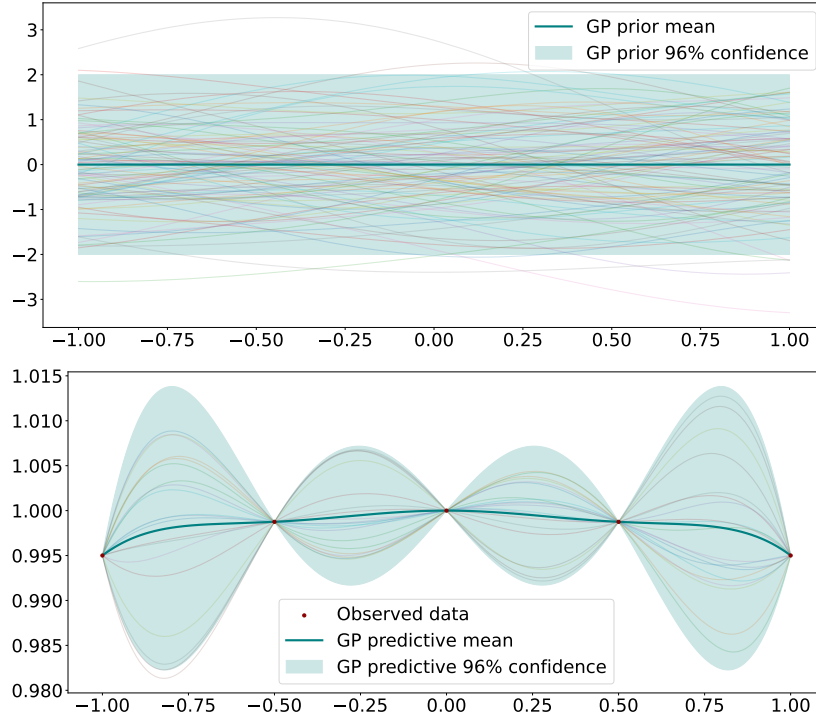 3
2
1
0
−1
−2
−3
GP prior mean
GP prior 96% confidence
−1.00 −0.75 −0.50 −0.25 0.00 0.25 0.50 0.75 1.00
1.015
1.010
1.005
1.000
0.995
0.990
0.985
0.980
Observed data
GP predictive mean
GP predictive 96% confidence
−1.00 −0.75 −0.50 −0.25 0.00 0.25 0.50 0.75 1.00